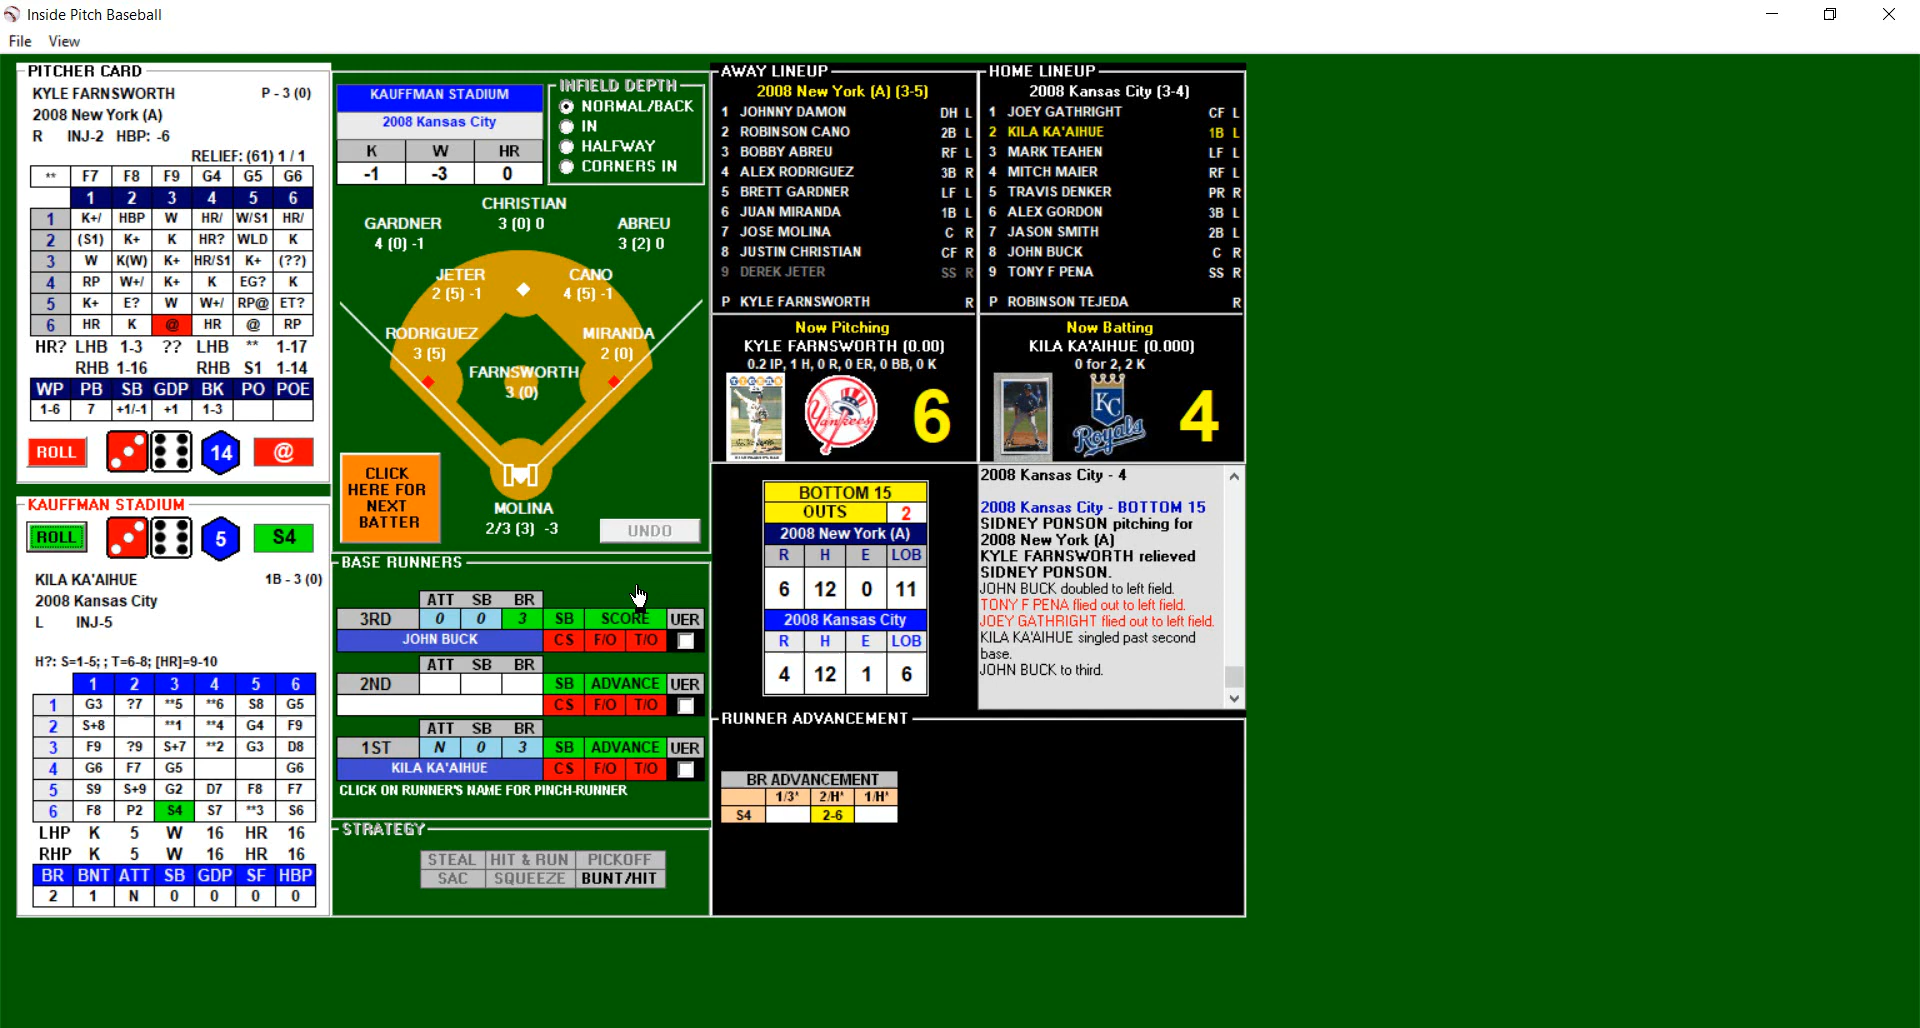 Inside Pitch Baseball
File View
PITCHER CARD
KYLE FARNSWORTH P - 3 (0)
2008 New York (A)
R INJ-2 HBP: -6
RELIEF: (61) 1 / 1
** F7 F8 F9 G4 G5 G6
1 2 3 4 5 6
1 K+/ HBP W HR/ W/S1 HR/
2 (S1) K+ K HR? WLD K
3 W K(W) K+ HR/S1 K+ (??)
4 RP W+/ K+ K EG? K
5 K+ E? W W+/ RP@ ET?
6 HR K @ HR @ RP
HR? LHB 1-3 ?? LHB ** 1-17
RHB 1-16 RHB S1 1-14
WP PB SB GDP BK PO POE
1-6 7 +1/-1 +1 1-3
ROLL 14 @
KAUFFMAN STADIUM
ROLL 5 S4
KILA KA'AIHUE 1B - 3 (0)
2008 Kansas City
L INJ-5
H?: S=1-5; ; T=6-8; [HR]=9-10
1 2 3 4 5 6
1 G3 ?7 **5 **6 S8 G5
2 S+8 **1 **4 G4 F9
3 F9 ?9 S+7 **2 G3 D8
4 G6 F7 G5 G6
5 S9 S+9 G2 D7 F8 F7
6 F8 P2 S4 S7 **3 S6
LHP K 5 W 16 HR 16
RHP K 5 W 16 HR 16
BR BNT ATT SB GDP SF HBP
2 1 N 0 0 0 0
KAUFFMAN STADIUM
2008 Kansas City
K W HR
-1 -3 0
INFIELD DEPTH
NORMAL/BACK
IN
HALFWAY
CORNERS IN
CHRISTIAN
3 (0) 0
GARDNER
4 (0) -1
ABREU
3 (2) 0
JETER
2 (5) -1
CANO
4 (5) -1
RODRIGUEZ
3 (5)
MIRANDA
2 (0)
FARNSWORTH
3 (0)
CLICK
HERE FOR
NEXT
BATTER
MOLINA
2/3 (3) -3
UNDO
BASE RUNNERS
ATT SB BR
3RD 0 0 3 SB SCORE UER
JOHN BUCK CS F/O T/O
ATT SB BR
2ND SB ADVANCE UER
CS F/O T/O
ATT SB BR
1ST N 0 3 SB ADVANCE UER
KILA KA'AIHUE CS F/O T/O
CLICK ON RUNNER'S NAME FOR PINCH-RUNNER
STRATEGY
STEAL HIT & RUN PICKOFF
SAC SQUEEZE BUNT/HIT
AWAY LINEUP
2008 New York (A) (3-5)
1 JOHNNY DAMON DH L
2 ROBINSON CANO 2B L
3 BOBBY ABREU RF L
4 ALEX RODRIGUEZ 3B R
5 BRETT GARDNER LF L
6 JUAN MIRANDA 1B L
7 JOSE MOLINA C R
8 JUSTIN CHRISTIAN CF R
9 DEREK JETER SS R
P KYLE FARNSWORTH R
HOME LINEUP
2008 Kansas City (3-4)
1 JOEY GATHRIGHT CF L
2 KILA KA'AIHUE 1B L
3 MARK TEAHEN LF L
4 MITCH MAIER RF L
5 TRAVIS DENKER PR R
6 ALEX GORDON 3B L
7 JASON SMITH 2B L
8 JOHN BUCK C R
9 TONY F PENA SS R
P ROBINSON TEJEDA R
Now Pitching
KYLE FARNSWORTH (0.00)
0.2 IP, 1 H, 0 R, 0 ER, 0 BB, 0 K
Yankees
6
Now Batting
KILA KA'AIHUE (0.000)
0 for 2, 2 K
KC
Royals
4
BOTTOM 15
OUTS 2
2008 New York (A)
R H E LOB
6 12 0 11
2008 Kansas City
R H E LOB
4 12 1 6
2008 Kansas City - 4
2008 Kansas City - BOTTOM 15
SIDNEY PONSON pitching for
2008 New York (A)
KYLE FARNSWORTH relieved
SIDNEY PONSON.
JOHN BUCK doubled to left field.
TONY F PENA flied out to left field.
JOEY GATHRIGHT flied out to left field.
KILA KA'AIHUE singled past second
base.
JOHN BUCK to third.
RUNNER ADVANCEMENT
BR ADVANCEMENT
1/3* 2/H* 1/H*
S4 2-6